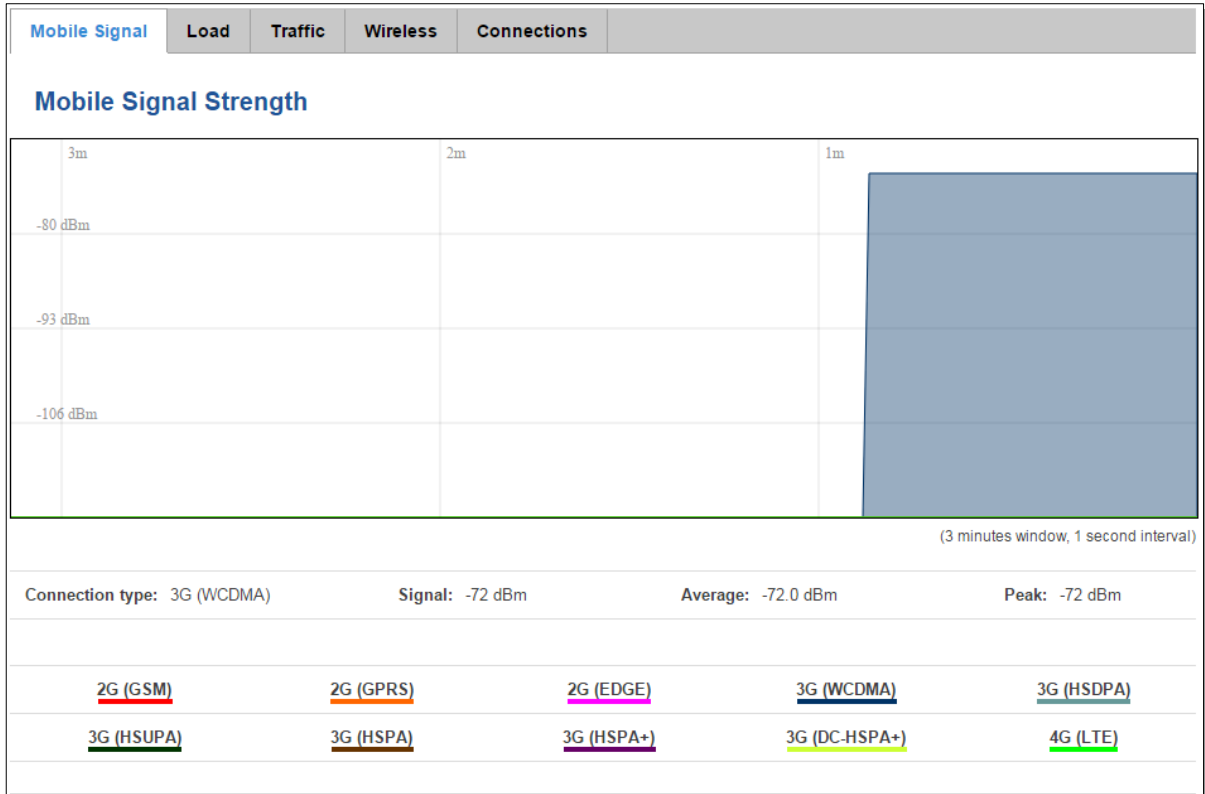 Mobile Signal Load Traffic Wireless Connections
Mobile Signal Strength
3m 2m 1m
-80 dBm
-93 dBm
-106 dBm
(3 minutes window, 1 second interval)
Connection type: 3G (WCDMA) Signal: -72 dBm Average: -72.0 dBm Peak: -72 dBm
2G (GSM) 2G (GPRS) 2G (EDGE) 3G (WCDMA) 3G (HSDPA)
3G (HSUPA) 3G (HSPA) 3G (HSPA+) 3G (DC-HSPA+) 4G (LTE)